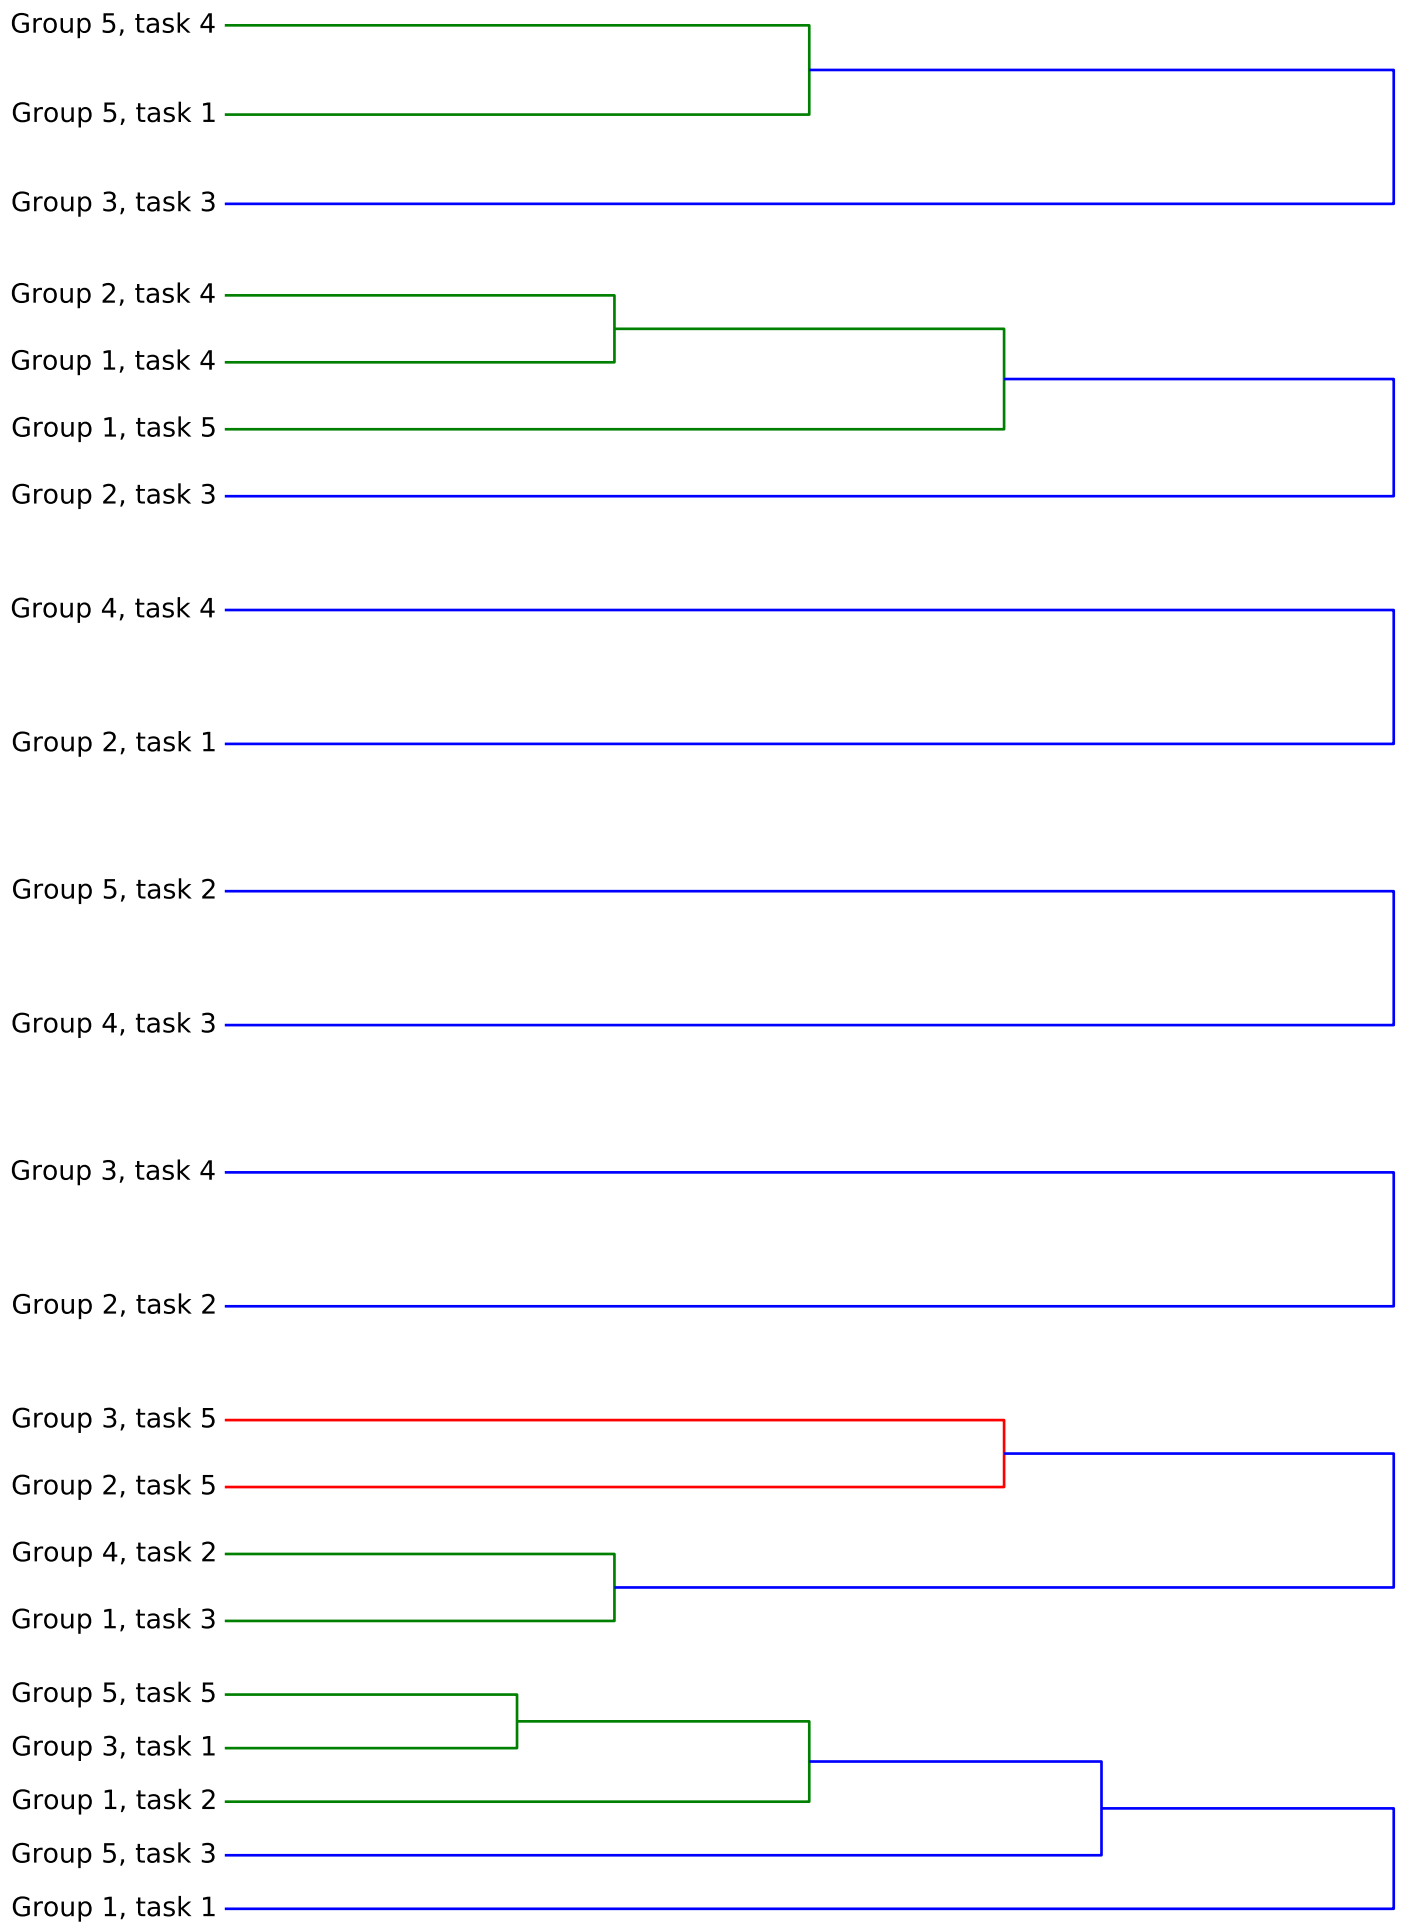 Group 5, task 4
Group 5, task 1
Group 3, task 3
Group 2, task 4
Group 1, task 4
Group 1, task 5
Group 2, task 3
Group 4, task 4
Group 2, task 1
Group 5, task 2
Group 4, task 3
Group 3, task 4
Group 2, task 2
Group 3, task 5
Group 2, task 5
Group 4, task 2
Group 1, task 3
Group 5, task 5
Group 3, task 1
Group 1, task 2
Group 5, task 3
Group 1, task 1